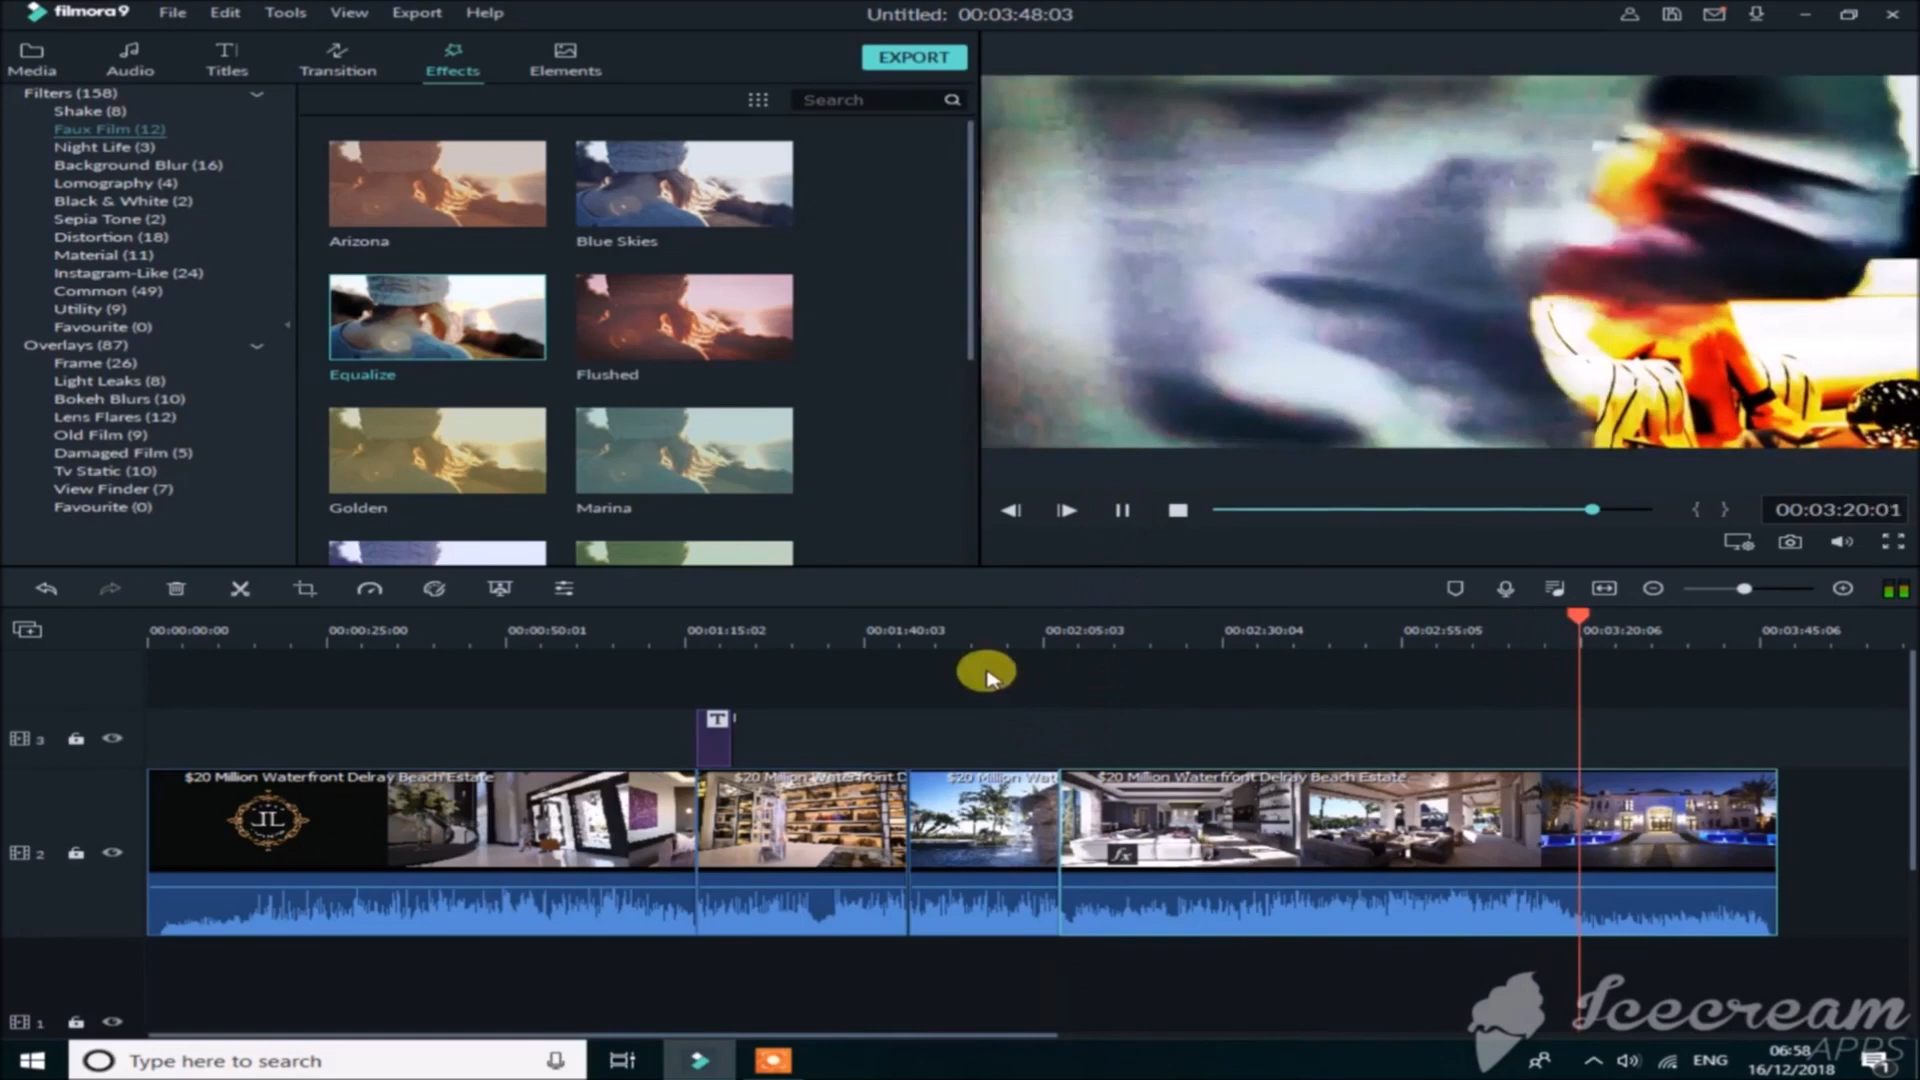 filmora9 File Edit Tools View Export Help Untitled: 00:03:48:03
Media Audio Titles Transition Effects Elements EXPORT
Search
Filters (158)
Shake (8)
Faux Film (12)
Night Life (3)
Background Blur (16)
Lomography (4)
Black & White (2)
Sepia Tone (2)
Distortion (18)
Material (11)
Instagram-Like (24)
Common (49)
Utility (9)
Favourite (0)
Overlays (87)
Frame (26)
Light Leaks (8)
Bokeh Blurs (10)
Lens Flares (12)
Old Film (9)
Damaged Film (5)
Tv Static (10)
View Finder (7)
Favourite (0)
Arizona Blue Skies
Equalize Flushed
Golden Marina
00:03:20:01
00:00:00:00 00:00:25:00 00:00:50:01 00:01:15:02 00:01:40:03 00:02:05:03 00:02:30:04 00:02:55:05 00:03:20:06 00:03:45:06
3
T
$20 Million Waterfront Delray Beach Estate $20 Million Waterfront D $20 Million Wat $20 Million Waterfront Delray Beach Estate
JL
fx
2
1
Icecream
APPS
Type here to search
ENG
06:58
16/12/2018
1